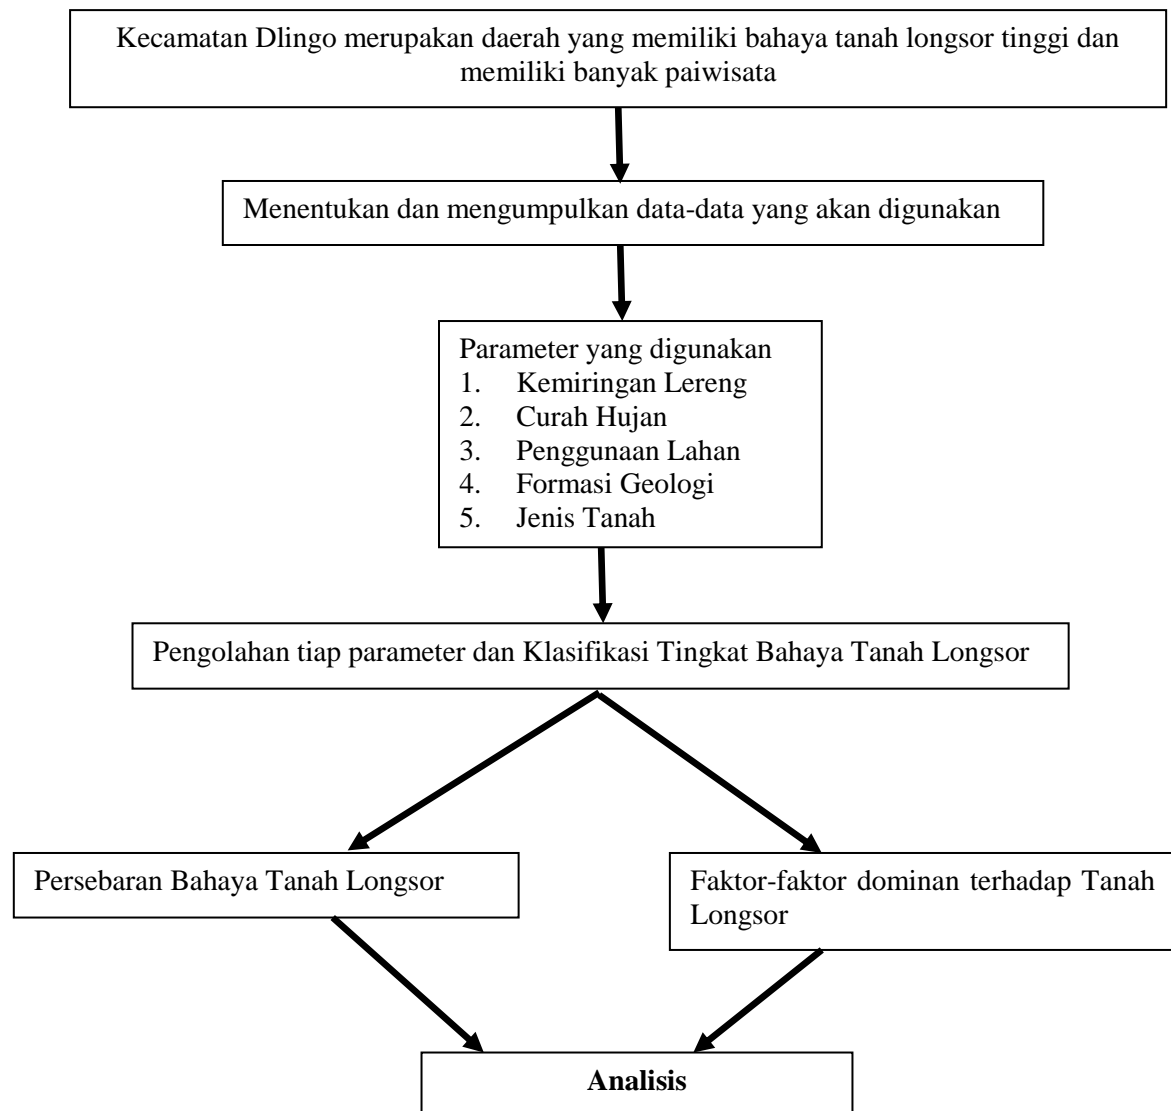 Kecamatan Dlingo merupakan daerah yang memiliki bahaya tanah longsor tinggi dan
memiliki banyak paiwisata
Menentukan dan mengumpulkan data-data yang akan digunakan
Parameter yang digunakan
1. Kemiringan Lereng
2. Curah Hujan
3. Penggunaan Lahan
4. Formasi Geologi
5. Jenis Tanah
Pengolahan tiap parameter dan Klasifikasi Tingkat Bahaya Tanah Longsor
Persebaran Bahaya Tanah Longsor
Faktor-faktor dominan terhadap Tanah
Longsor
Analisis